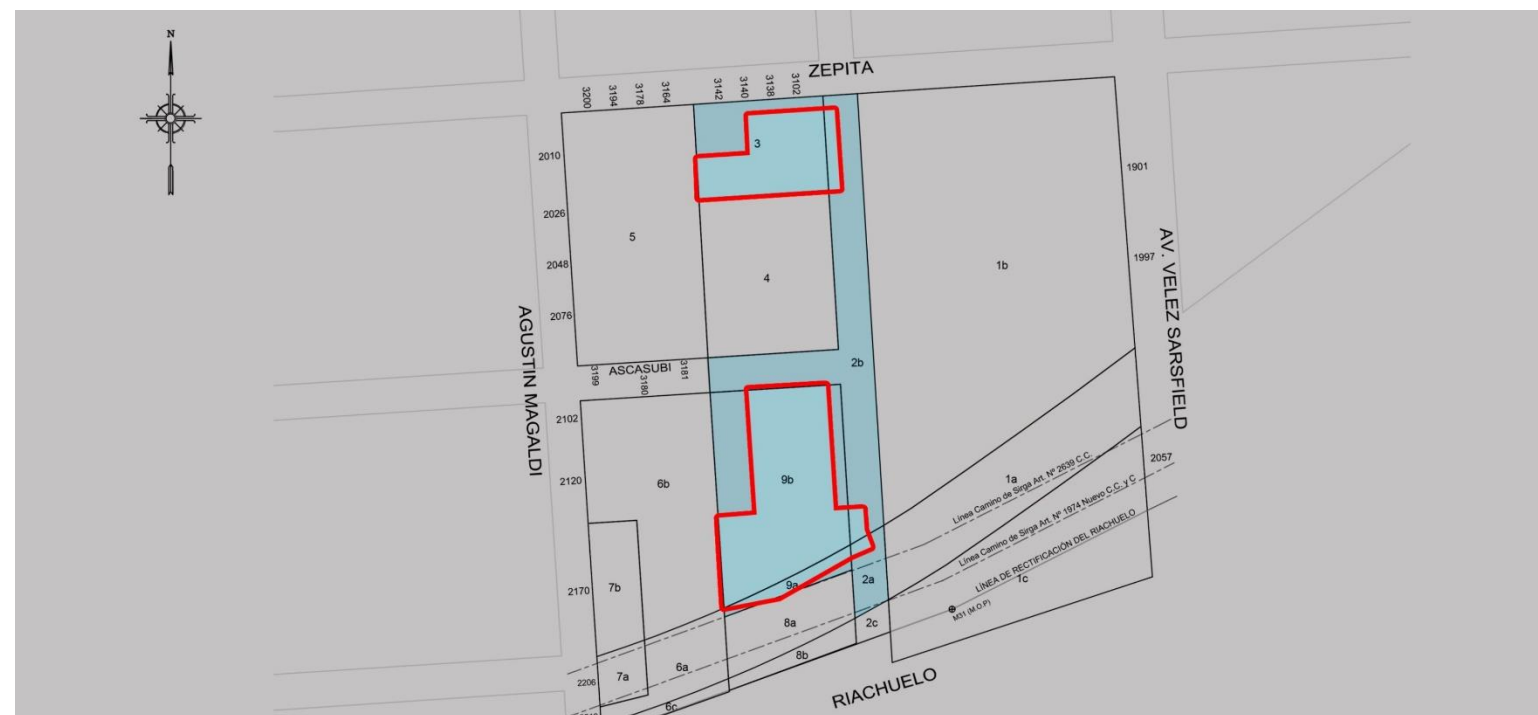 N
ZEPITA
3200
3194
3178
3164
3142
3140
3138
3102
2010
2026
2048
2076
3
5
4
1b
1901
1997
AV. VELEZ SARSFIELD
AGUSTIN MAGALDI
2b
ASCASUBI
3199
3180
3181
2102
2120
2170
2206
6b
9b
1a
2057
Línea Camino de Sirga Art. Nº 2639 C.C.
Línea Camino de Sirga Art. Nº 1974 Nuevo C.C. y C
LÍNEA DE RECTIFICACIÓN DEL RIACHUELO
1c
M31 (M.O.P)
7b
9a
2a
8a
2c
8b
6a
7a
6c
RIACHUELO